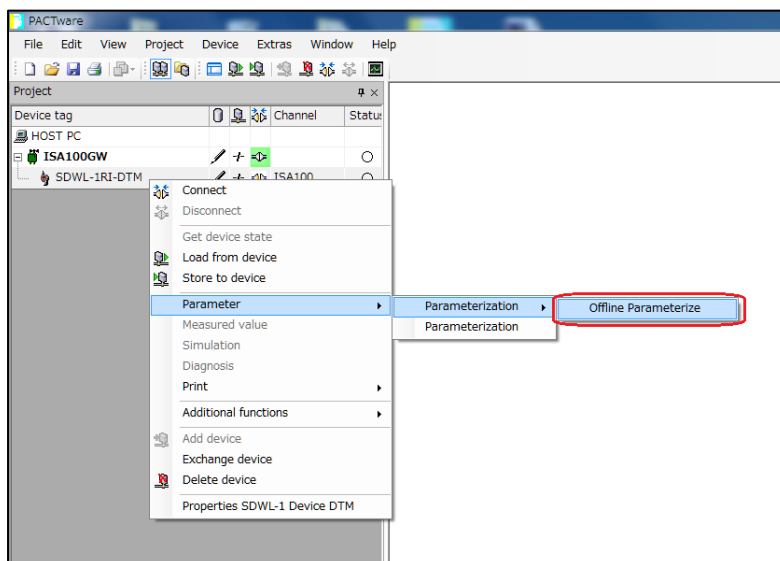 PACTware
File Edit View Project Device Extras Window Help
Project
Device tag Channel Status
HOST PC
ISA100GW
SDWL-1RI-DTM ISA100
Connect
Disconnect
Get device state
Load from device
Store to device
Parameter Parameterization Offline Parameterize
Measured value Parameterization
Simulation
Diagnosis
Print
Additional functions
Add device
Exchange device
Delete device
Properties SDWL-1 Device DTM